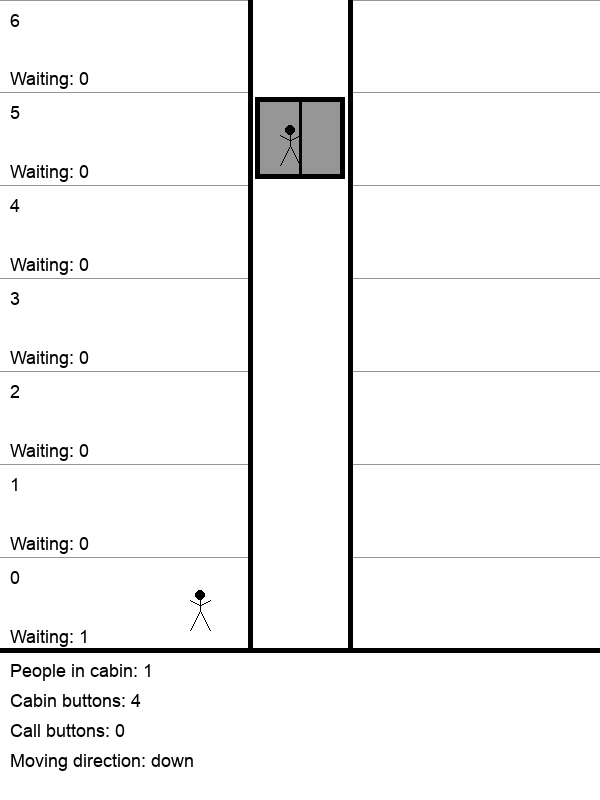 6
Waiting: 0
5
Waiting: 0
4
Waiting: 0
3
Waiting: 0
2
Waiting: 0
1
Waiting: 0
0
Waiting: 1
People in cabin: 1
Cabin buttons: 4
Call buttons: 0
Moving direction: down